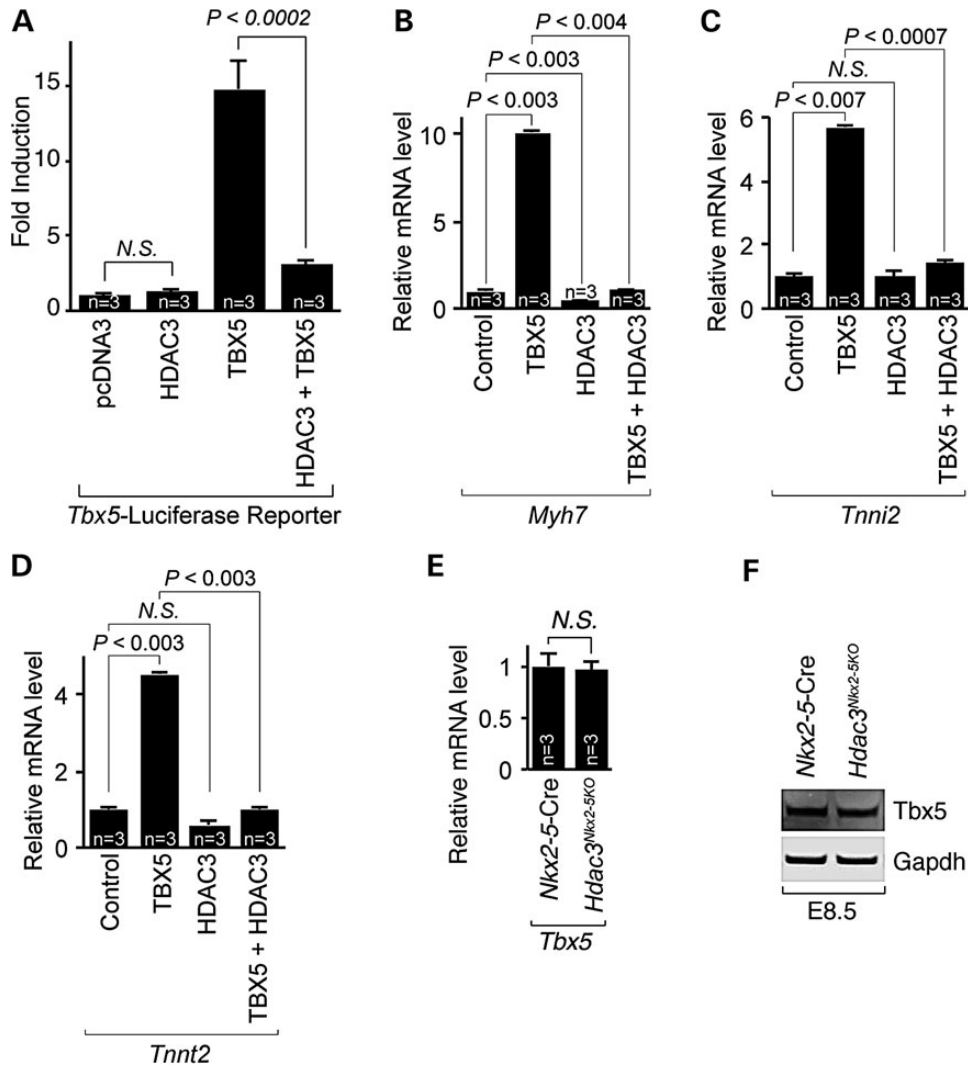 A
P < 0.0002
Fold Induction
15
10
5
0
N.S.
n=3 n=3 n=3 n=3
pcDNA3
HDAC3
TBX5
HDAC3 + TBX5
Tbx5-Luciferase Reporter
B
P < 0.004
P < 0.003
P < 0.003
Relative mRNA level
10
5
0
n=3 n=3 n=3 n=3
Control
TBX5
HDAC3
TBX5 + HDAC3
Myh7
C
P < 0.0007
N.S.
P < 0.007
Relative mRNA level
6
4
2
0
n=3 n=3 n=3 n=3
Control
TBX5
HDAC3
TBX5 + HDAC3
Tnni2
D
P < 0.003
N.S.
P < 0.003
Relative mRNA level
4
2
0
n=3 n=3 n=3 n=3
Control
TBX5
HDAC3
TBX5 + HDAC3
Tnnt2
E
N.S.
Relative mRNA level
1
0.5
0
n=3 n=3
Nkx2-5-Cre
Hdac3Nkx2-5KO
Tbx5
F
Nkx2-5-Cre
Hdac3Nkx2-5KO
Tbx5
Gapdh
E8.5